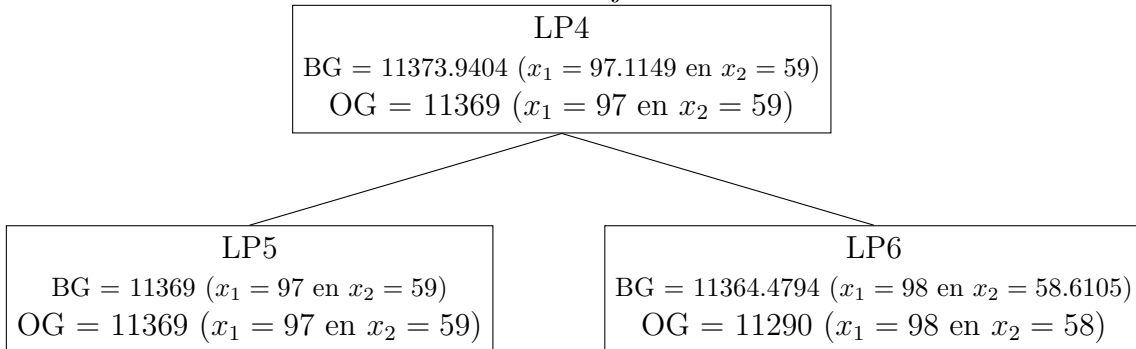 LP4
BG = 11373.9404 (x₁ = 97.1149 en x₂ = 59)
OG = 11369 (x₁ = 97 en x₂ = 59)
LP5
BG = 11369 (x₁ = 97 en x₂ = 59)
OG = 11369 (x₁ = 97 en x₂ = 59)
LP6
BG = 11364.4794 (x₁ = 98 en x₂ = 58.6105)
OG = 11290 (x₁ = 98 en x₂ = 58)